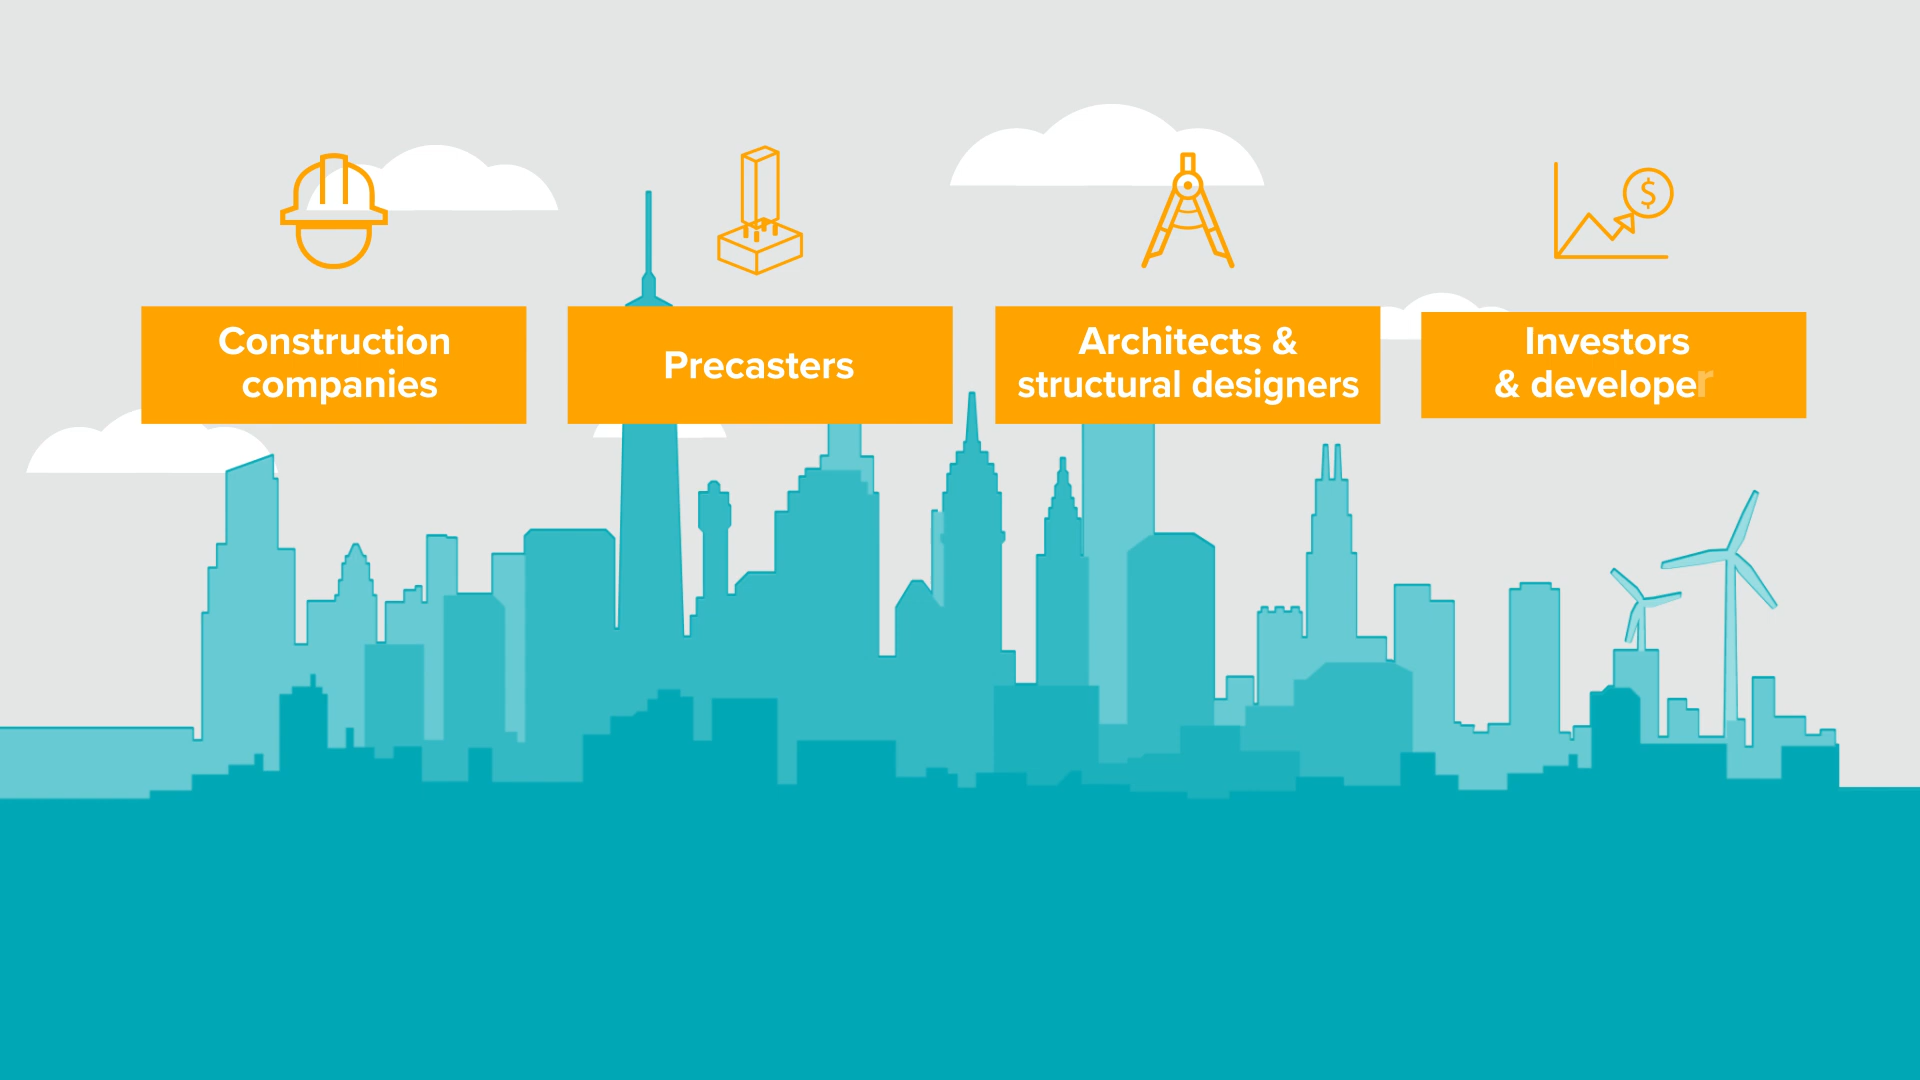 $
Construction
companies
Precasters
Architects &
structural designers
Investors
& developer